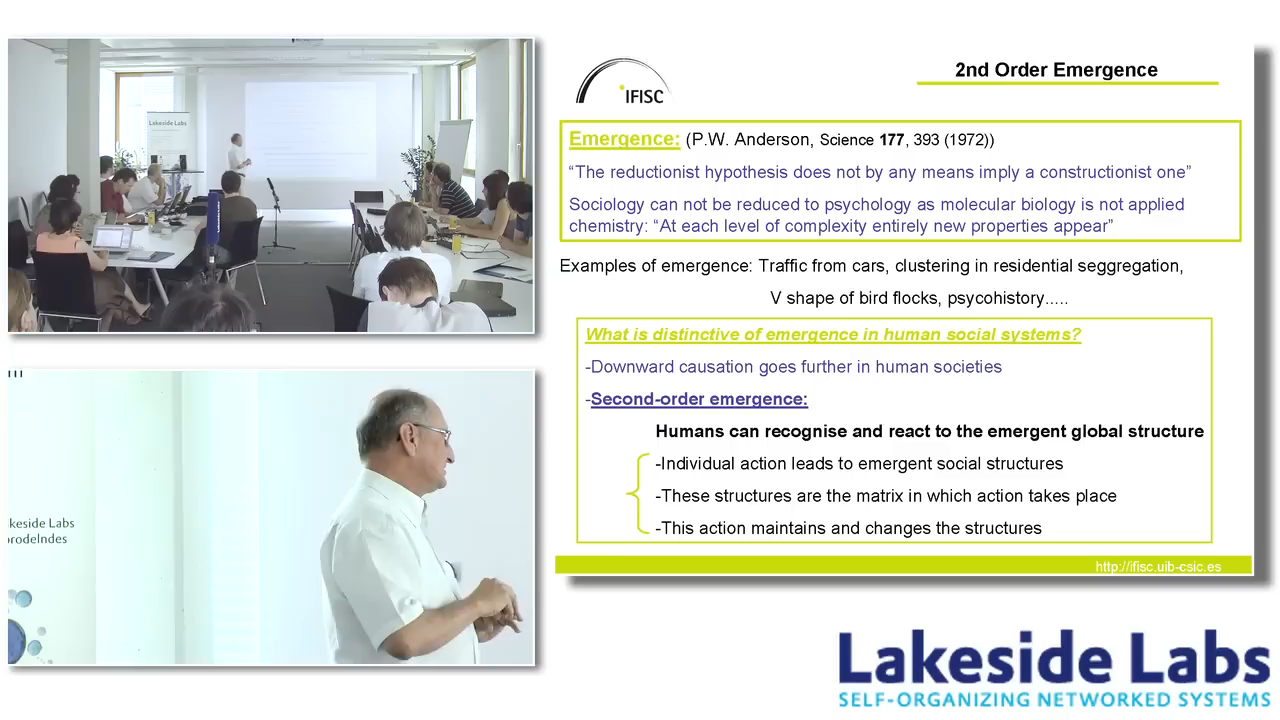 Lakeside Labs
m
keside Labs
orodelndes
IFISC
2nd Order Emergence
Emergence: (P.W. Anderson, Science 177, 393 (1972))
“The reductionist hypothesis does not by any means imply a constructionist one”
Sociology can not be reduced to psychology as molecular biology is not applied
chemistry: “At each level of complexity entirely new properties appear”
Examples of emergence: Traffic from cars, clustering in residential seggregation,
V shape of bird flocks, psycohistory.....
What is distinctive of emergence in human social systems?
-Downward causation goes further in human societies
-Second-order emergence:
Humans can recognise and react to the emergent global structure
-Individual action leads to emergent social structures
-These structures are the matrix in which action takes place
-This action maintains and changes the structures
http://ifisc.uib-csic.es
Lakeside Labs
SELF-ORGANIZING NETWORKED SYSTEMS